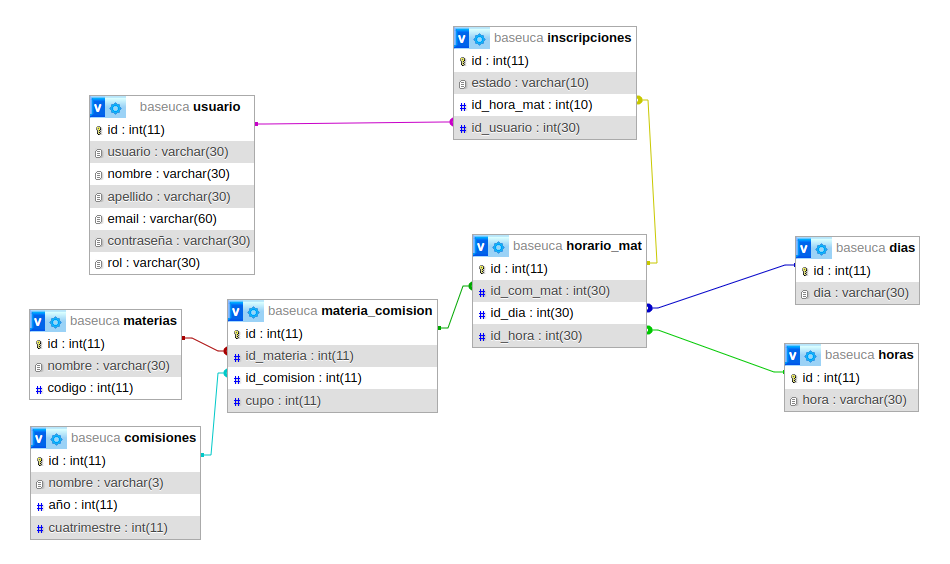 v baseuca inscripciones
id : int(11)
estado : varchar(10)
id_hora_mat : int(10)
id_usuario : int(30)
v baseuca usuario
id : int(11)
usuario : varchar(30)
nombre : varchar(30)
apellido : varchar(30)
email : varchar(60)
contraseña : varchar(30)
rol : varchar(30)
v baseuca horario_mat
id : int(11)
id_com_mat : int(30)
id_dia : int(30)
id_hora : int(30)
v baseuca dias
id : int(11)
dia : varchar(30)
v baseuca materia_comision
id : int(11)
id_materia : int(11)
id_comision : int(11)
cupo : int(11)
v baseuca materias
id : int(11)
nombre : varchar(30)
codigo : int(11)
v baseuca horas
id : int(11)
hora : varchar(30)
v baseuca comisiones
id : int(11)
nombre : varchar(3)
año : int(11)
cuatrimestre : int(11)